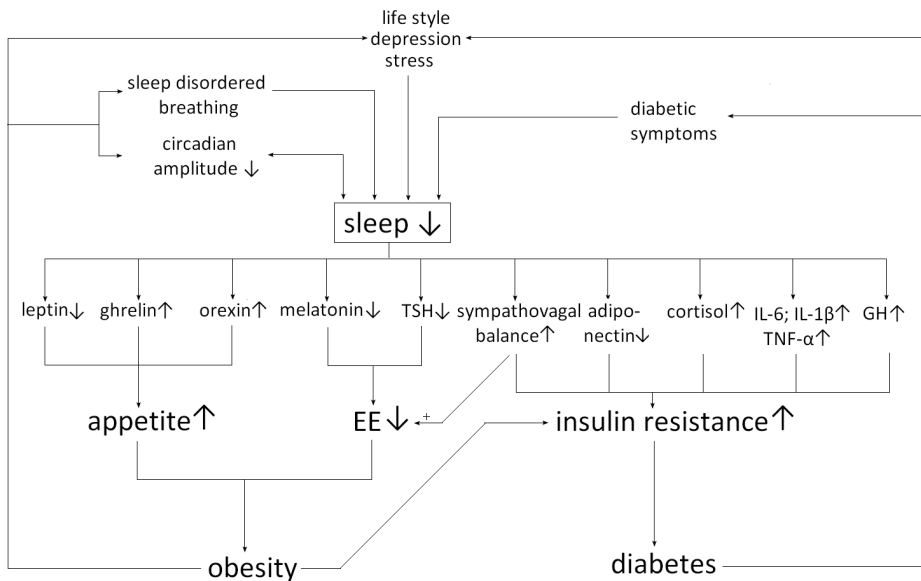 life style
depression
stress
sleep disordered
breathing
circadian
amplitude ↓
diabetic
symptoms
sleep ↓
leptin↓
ghrelin↑
orexin↑
melatonin↓
TSH↓
sympathovagal
balance↑
adipo-
nectin↓
cortisol↑
IL-6; IL-1β↑
TNF-α↑
GH↑
appetite↑
EE↓
+
insulin resistance↑
obesity
diabetes